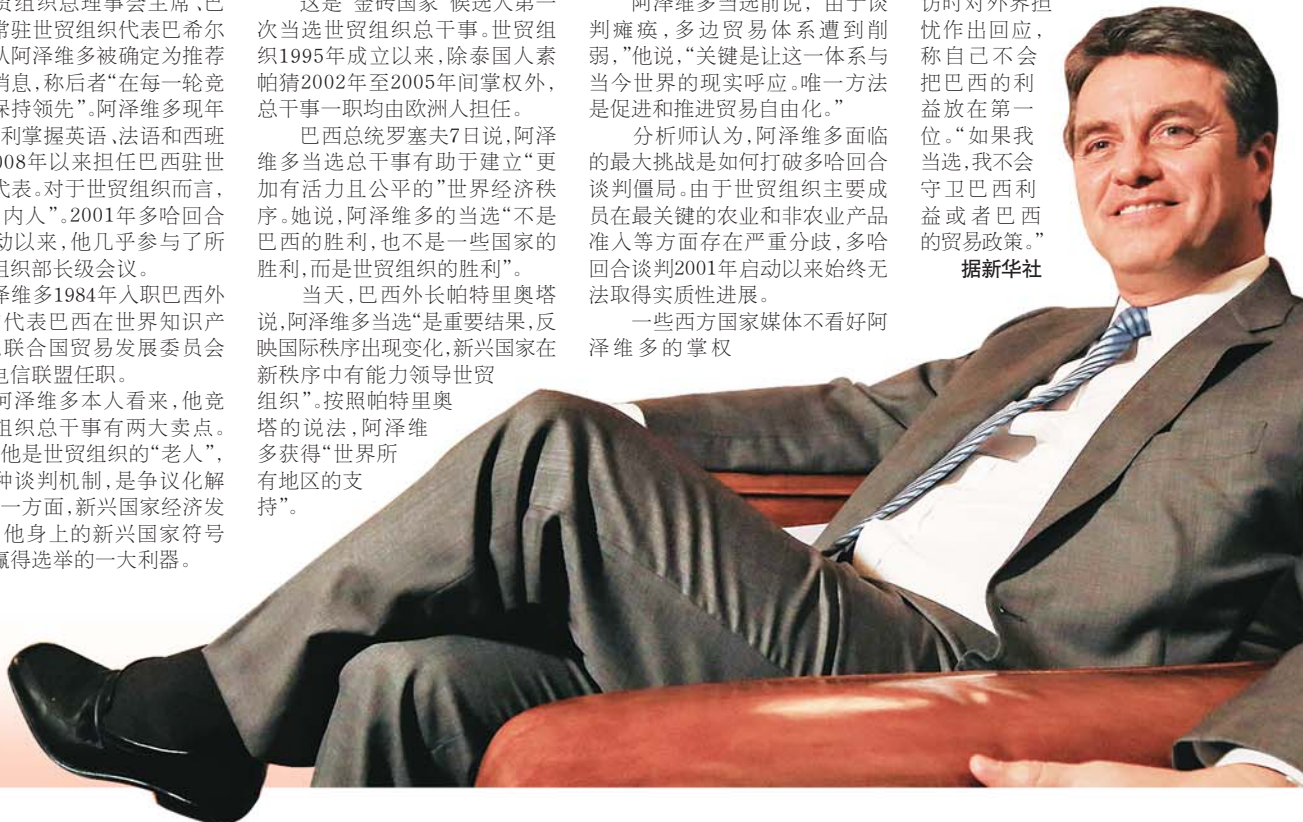 贸组织总理事会主席、巴
常驻世贸组织代表巴希尔
认阿泽维多被确定为推荐
消息,称后者“在每一轮竞
保持领先”。阿泽维多现年
利掌握英语、法语和西班
008年以来担任巴西驻世
代表。对于世贸组织而言,
内人”。2001年多哈回合
动以来,他几乎参与了所
组织部长级会议。
泽维多1984年入职巴西外
代表巴西在世界知识产
联合国贸易发展委员会
电信联盟任职。
阿泽维多本人看来,他竞
组织总干事有两大卖点。
他是世贸组织的“老人”,
种谈判机制,是争议化解
一方面,新兴国家经济发
他身上的新兴国家符号
赢得选举的一大利器。
这是“金砖国家”候选人第一
次当选世贸组织总干事。世贸组
织1995年成立以来,除泰国人素
帕猜2002年至2005年间掌权外,
总干事一职均由欧洲人担任。
巴西总统罗塞夫7日说,阿泽
维多当选总干事有助于建立“更
加有活力且公平的”世界经济秩
序。她说,阿泽维多的当选“不是
巴西的胜利,也不是一些国家的
胜利,而是世贸组织的胜利”。
当天,巴西外长帕特里奥塔
说,阿泽维多当选“是重要结果,反
映国际秩序出现变化,新兴国家在
新秩序中有能力领导世贸
组织”。按照帕特里奥
塔的说法,阿泽维
多获得“世界所
有地区的支
持”。
阿泽维多当选前说,“由于谈
判瘫痪,多边贸易体系遭到削
弱,”他说,“关键是让这一体系与
当今世界的现实呼应。唯一方法
是促进和推进贸易自由化。”
分析师认为,阿泽维多面临
的最大挑战是如何打破多哈回合
谈判僵局。由于世贸组织主要成
员在最关键的农业和非农业产品
准入等方面存在严重分歧,多哈
回合谈判2001年启动以来始终无
法取得实质性进展。
一些西方国家媒体不看好阿
泽维多的掌权
访时对外界担
忧作出回应,
称自己不会
把巴西的利
益放在第一
位。“如果我
当选,我不会
守卫巴西利
益或者巴西
的贸易政策。”
据新华社